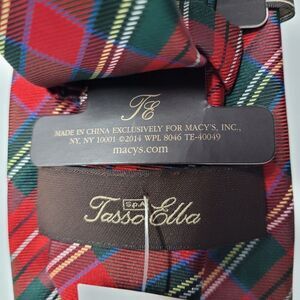 TE
MADE IN CHINA EXCLUSIVELY FOR MACY'S, INC.,
NY, NY 10001 ©2014 WPL 8046 TE-40049
macys.com
S.p.A
Tasso Elba